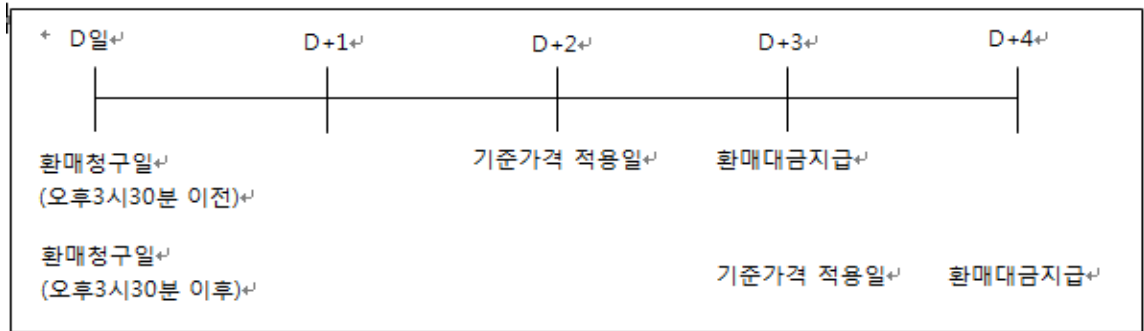 D일↵ D+1↵ D+2↵ D+3↵ D+4↵
환매청구일↵ 기준가격 적용일↵ 환매대금지급↵
(오후3시30분 이전)↵
환매청구일↵
(오후3시30분 이후)↵ 기준가격 적용일↵ 환매대금지급↵